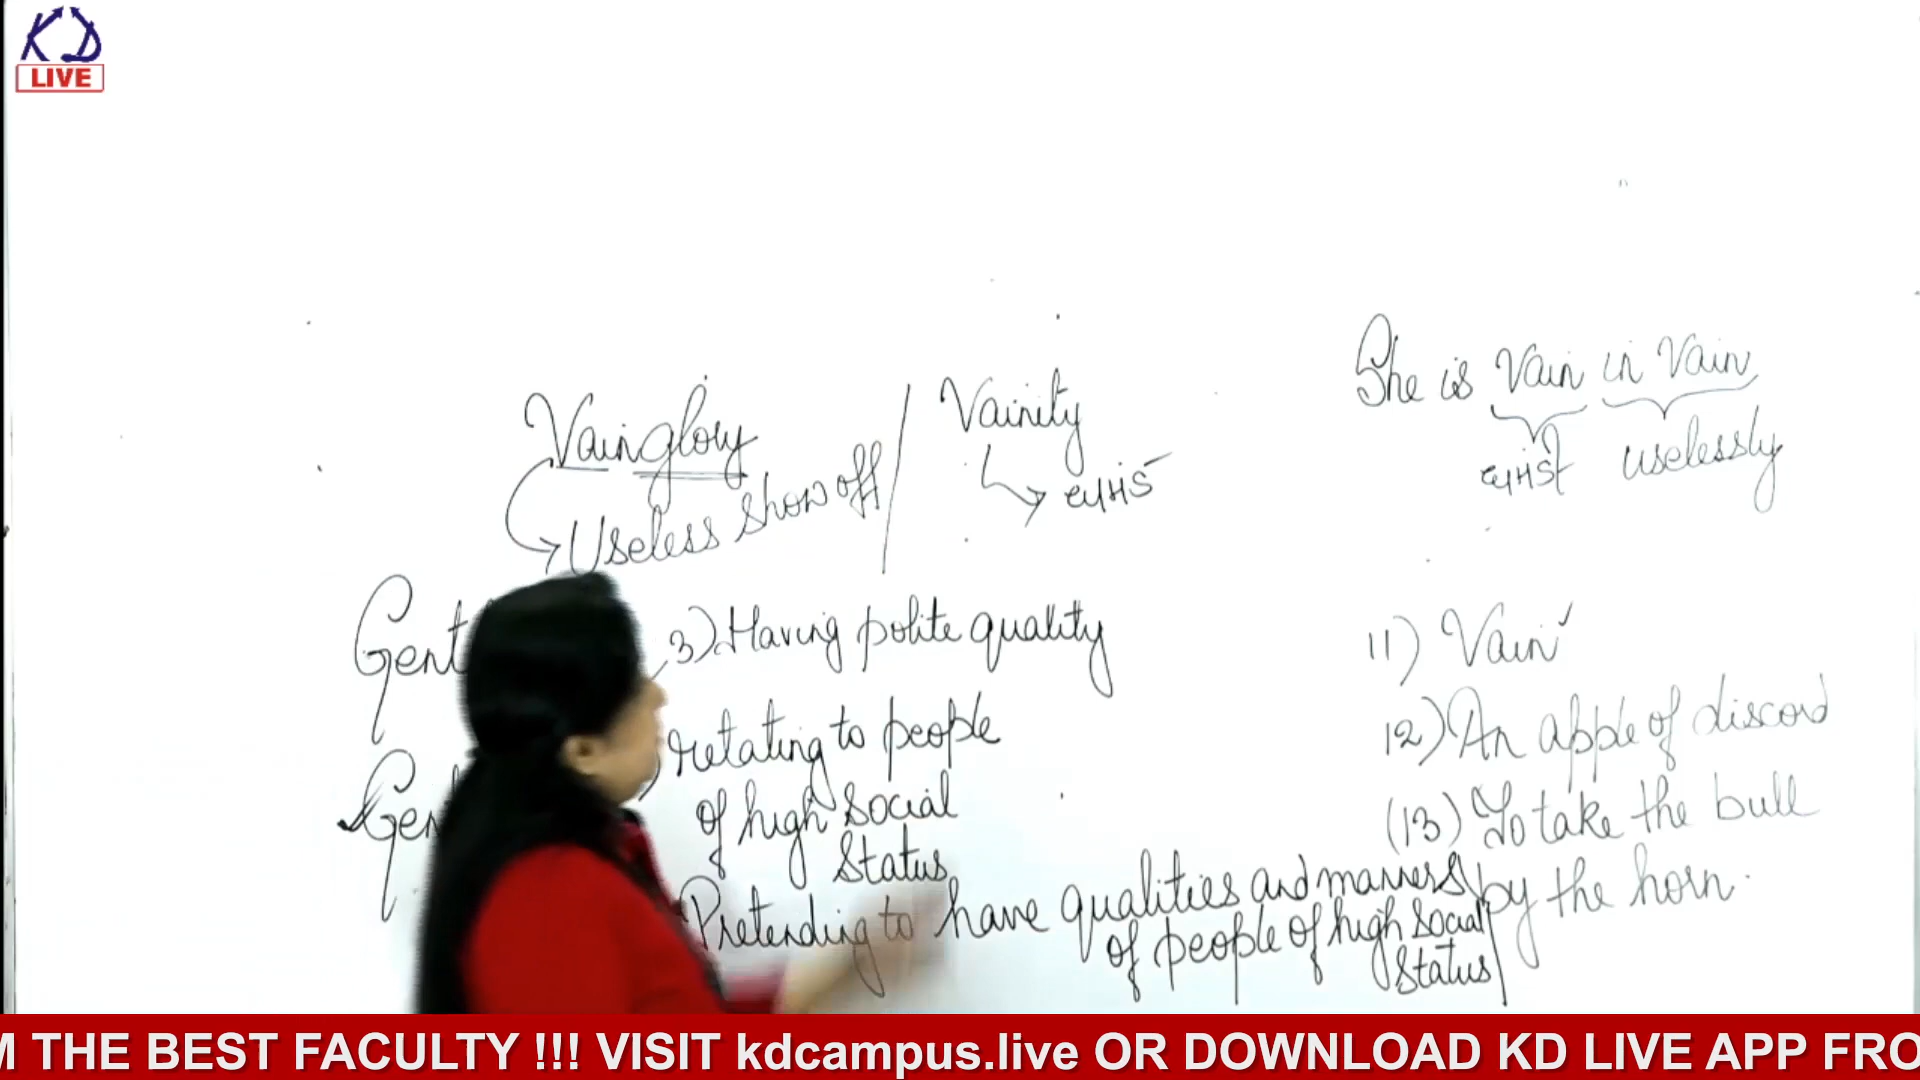 KD
LIVE
Vainglory
Useless show off
Vainity
घमंड
She is Vain in Vain
घमंडी uselessly
Gent
3) Having polite quality
Gent
relating to people
of high social
Status
Gen
Pretending to have qualities and manners
of people of high social
Status
11) Vain
12) An apple of discord
(13) To take the bull
by the horn.
M THE BEST FACULTY !!! VISIT kdcampus.live OR DOWNLOAD KD LIVE APP FRO